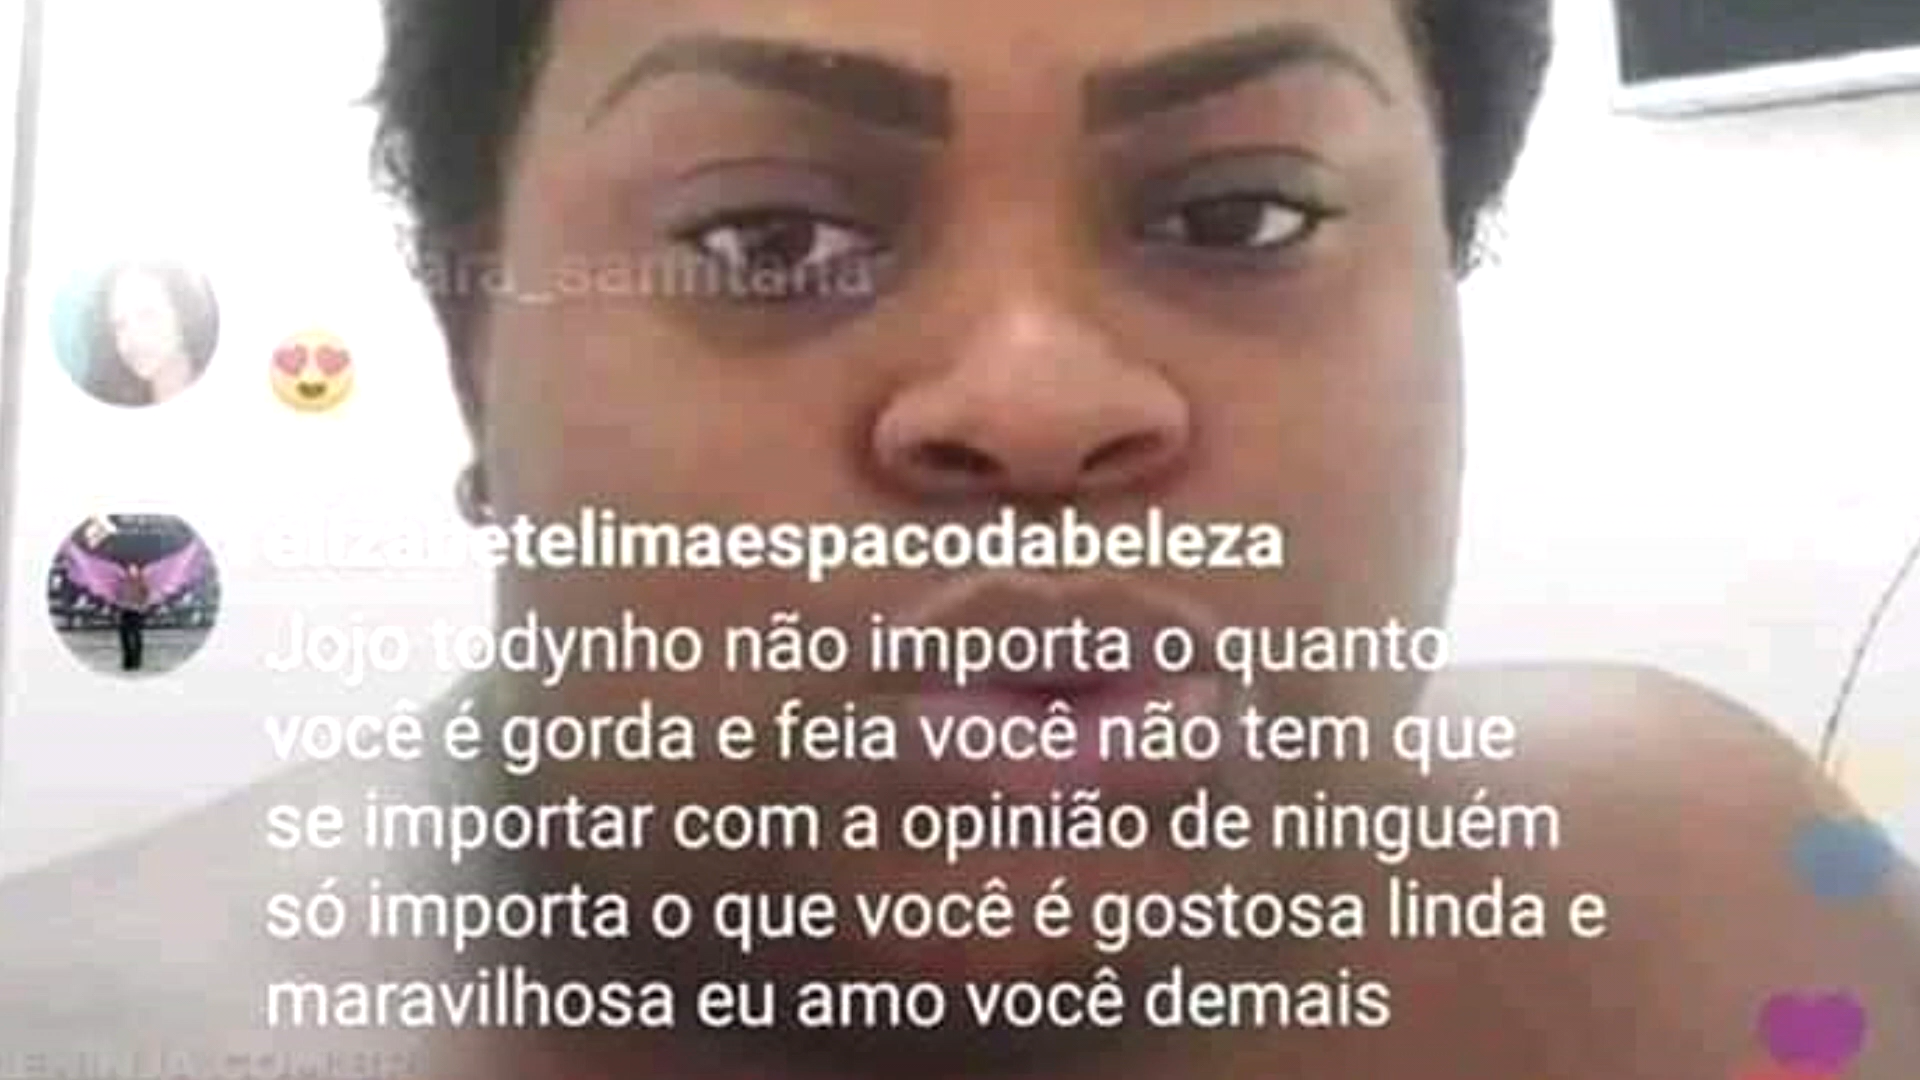 elizabetelimaespacodabeleza
Jojo todynho não importa o quanto
você é gorda e feia você não tem que
se importar com a opinião de ninguém
só importa o que você é gostosa linda e
maravilhosa eu amo você demais